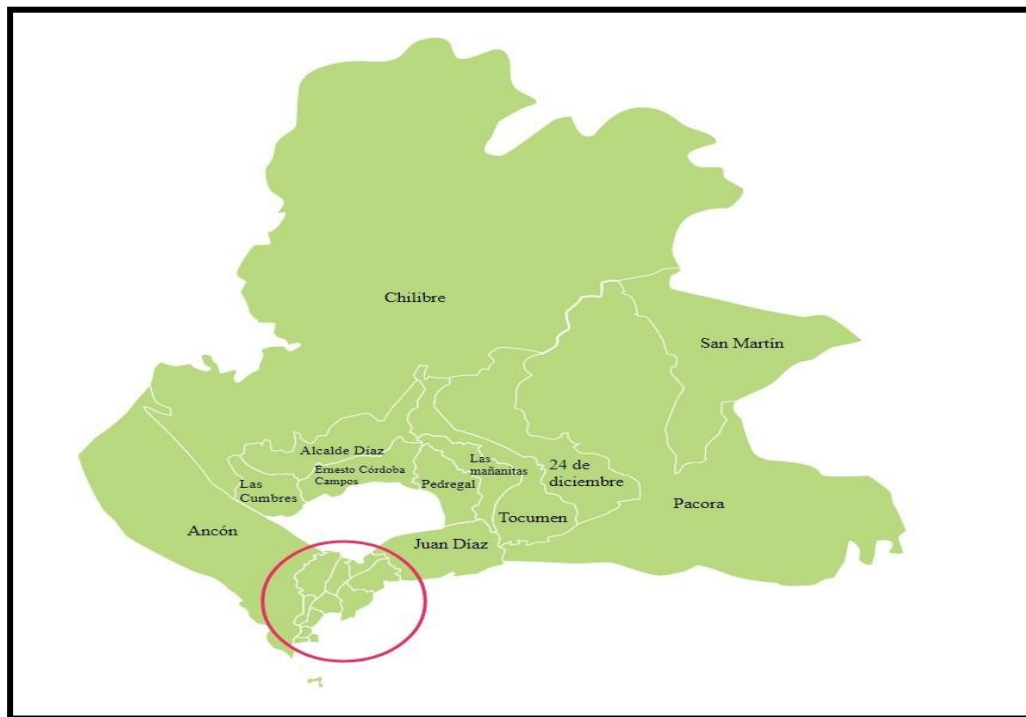 Chilibre
San Martín
Alcalde Díaz
Ernesto Córdoba
Campos
Las
Cumbres
Las
mañanitas
Pedregal
24 de
diciembre
Tocumen
Pacora
Ancón
Juan Díaz